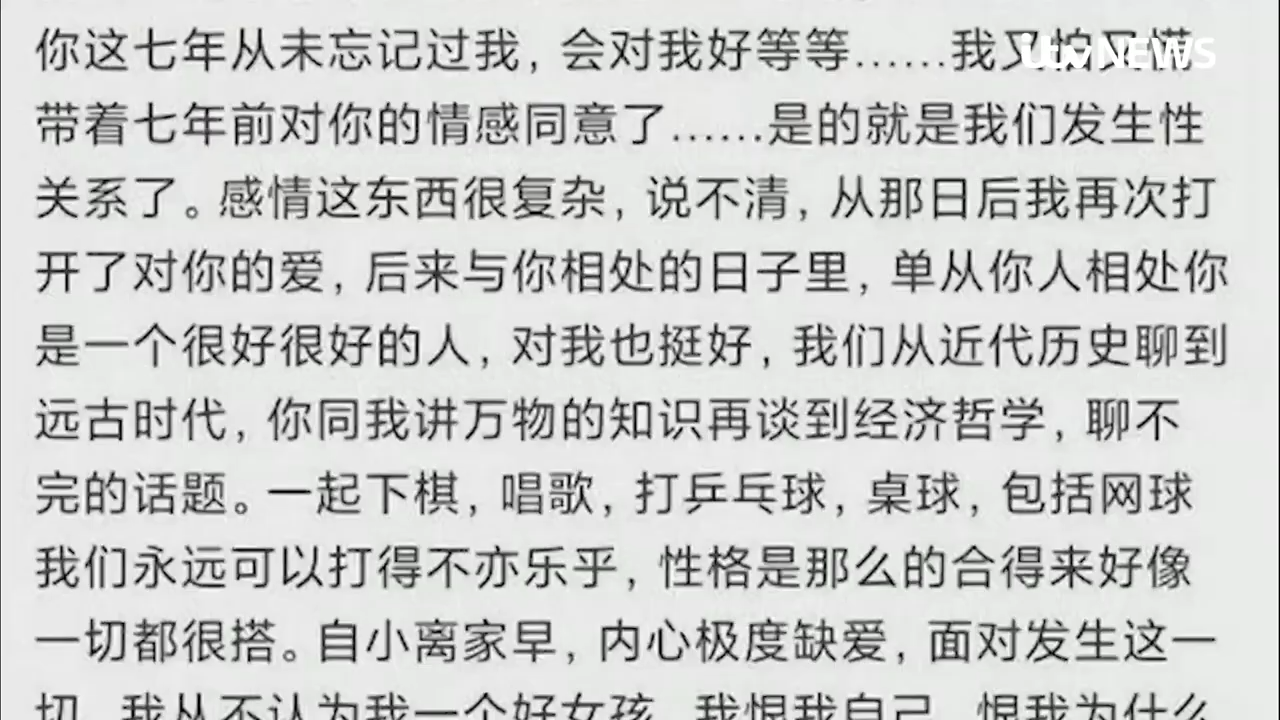 你这七年从未忘记过我，会对我好等等……我又怕又慌
itv NEWS
带着七年前对你的情感同意了……是的就是我们发生性
关系了。感情这东西很复杂，说不清，从那日后我再次打
开了对你的爱，后来与你相处的日子里，单从你人相处你
是一个很好很好的人，对我也挺好，我们从近代历史聊到
远古时代，你同我讲万物的知识再谈到经济哲学，聊不
完的话题。一起下棋，唱歌，打乒乓球，桌球，包括网球
我们永远可以打得不亦乐乎，性格是那么的合得来好像
一切都很搭。自小离家早，内心极度缺爱，面对发生这一
切，我从不认为我一个好女孩，我恨我自己，恨我为什么